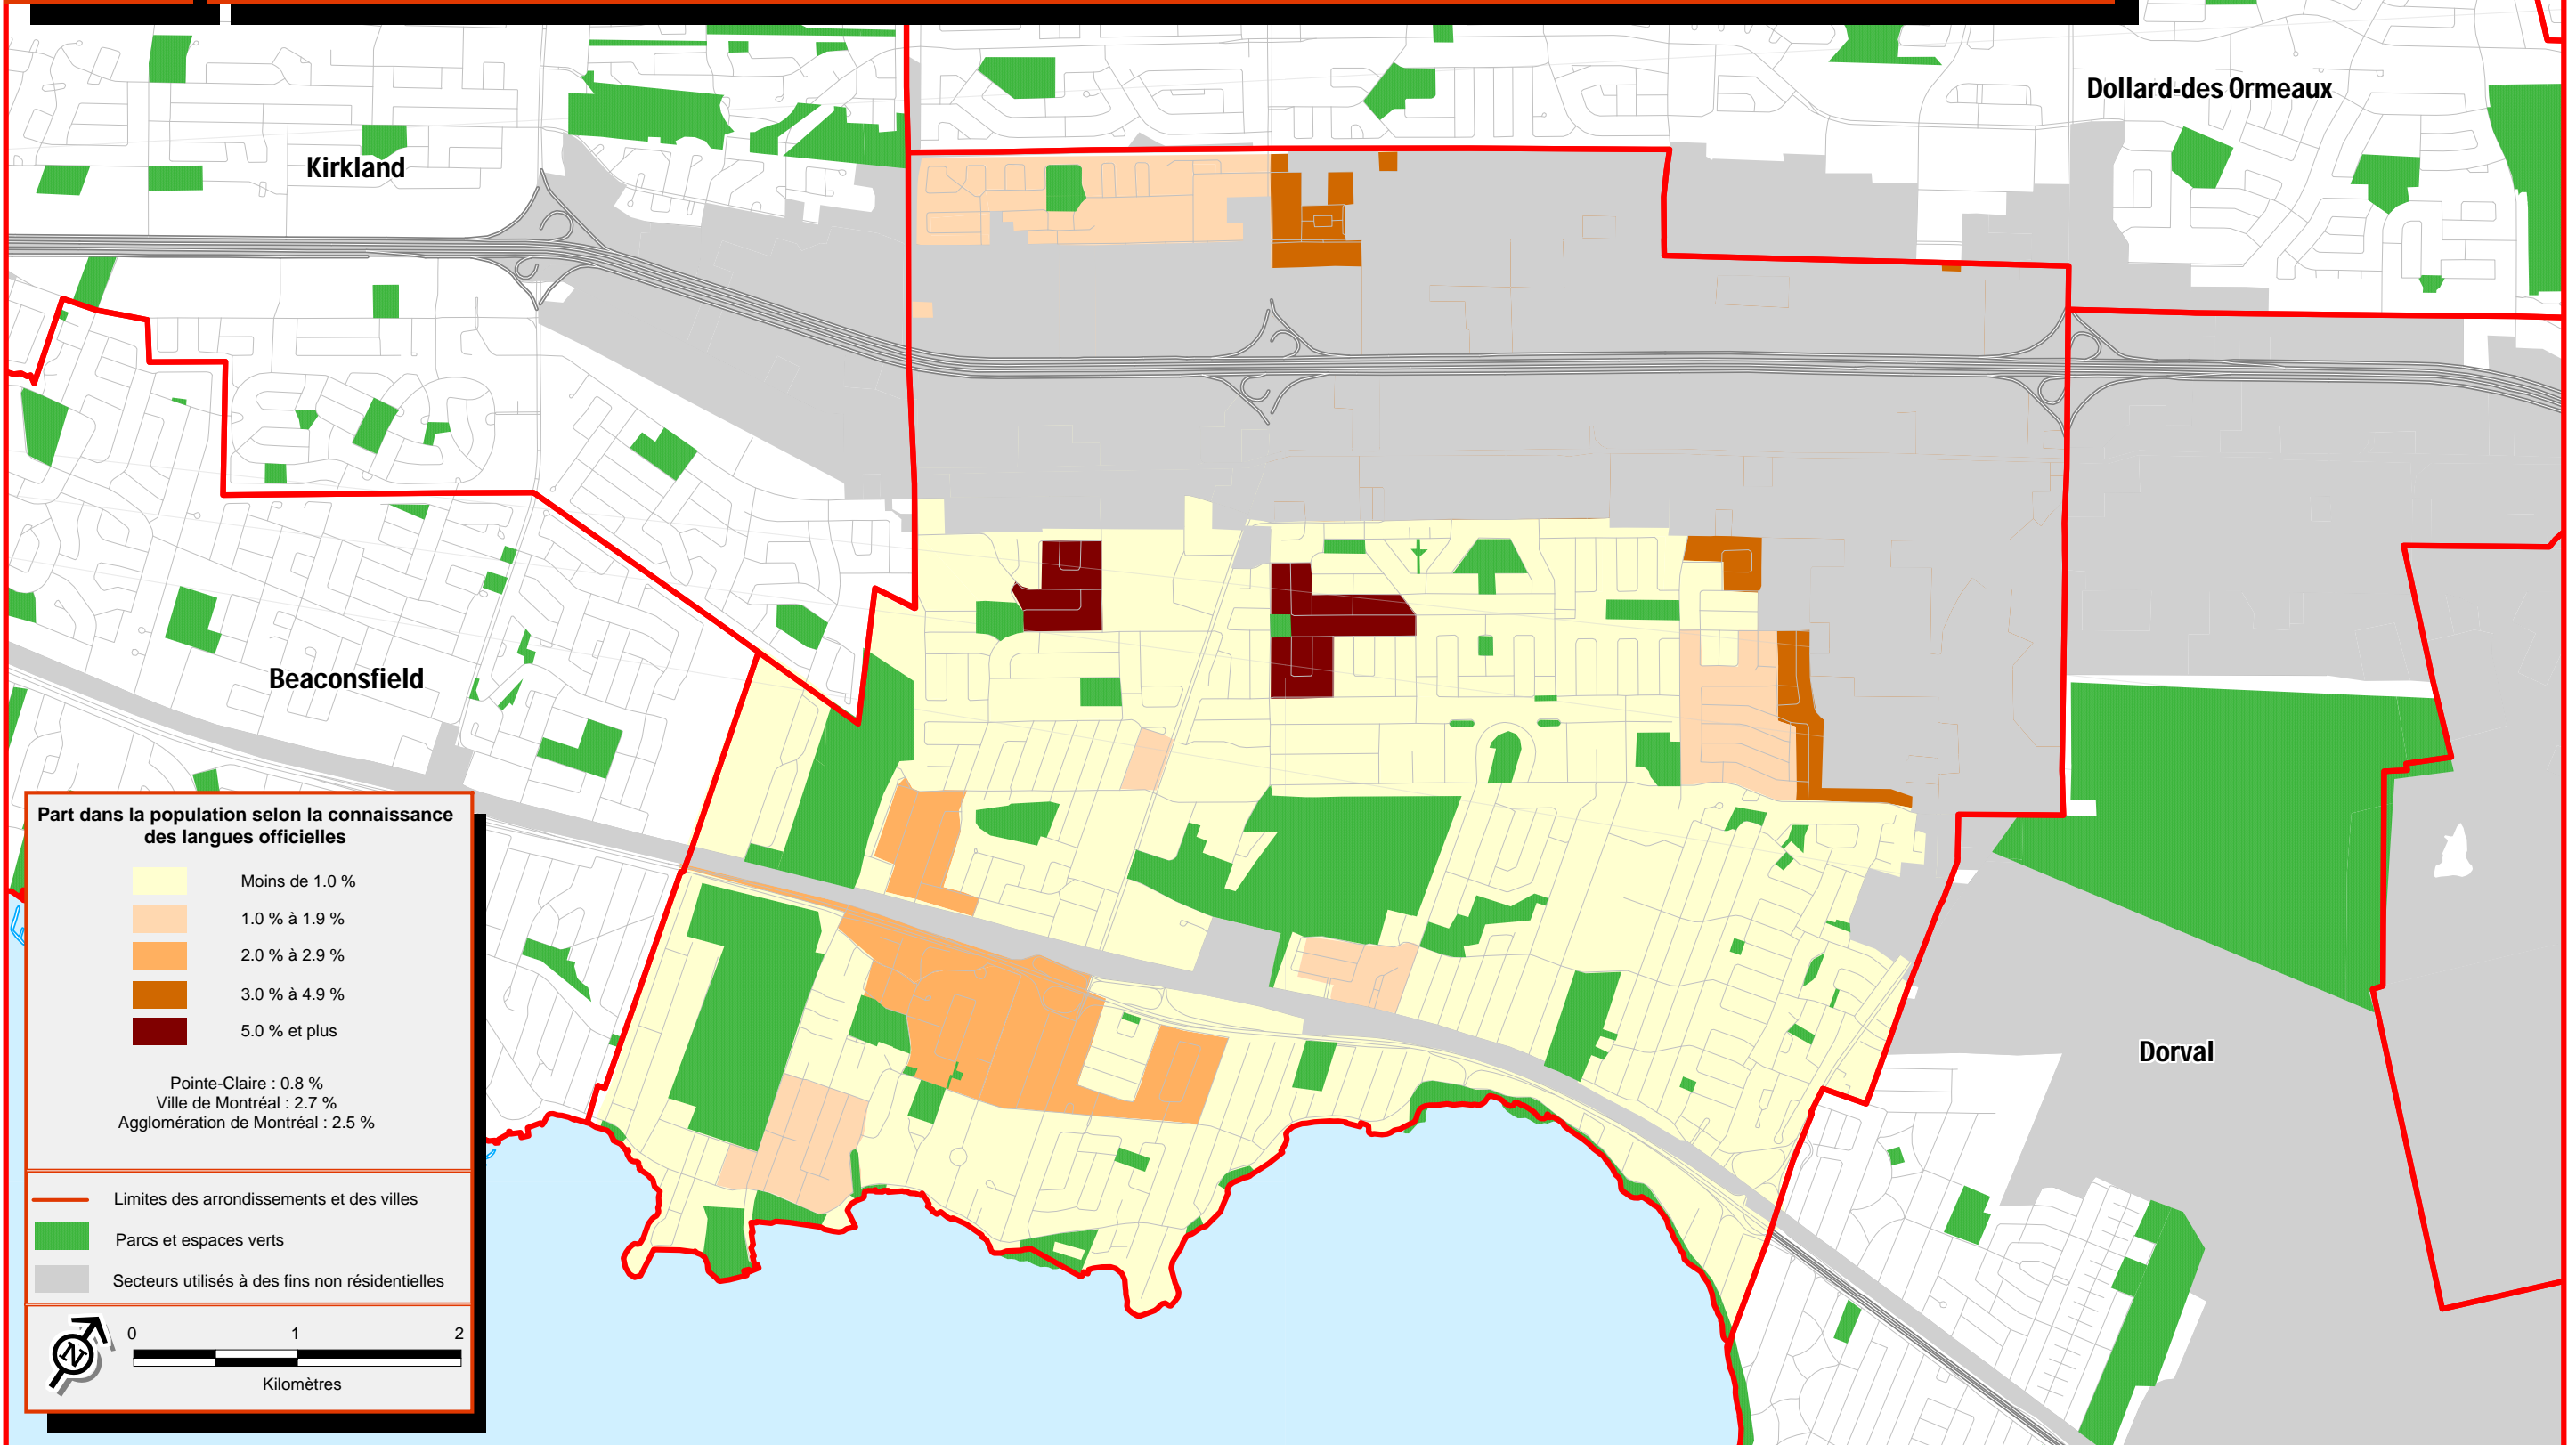 Dollard-des Ormeaux
Kirkland
Beaconsfield
Dorval
Part dans la population selon la connaissance
des langues officielles
Moins de 1.0 %
1.0 % à 1.9 %
2.0 % à 2.9 %
3.0 % à 4.9 %
5.0 % et plus
Pointe-Claire : 0.8 %
Ville de Montréal : 2.7 %
Agglomération de Montréal : 2.5 %
Limites des arrondissements et des villes
Parcs et espaces verts
Secteurs utilisés à des fins non résidentielles
N
0 1 2
Kilomètres